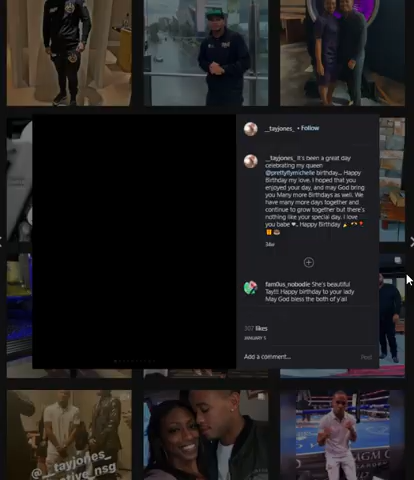 _tayjones_ • Follow
_tayjones_ It's been a great day
celebrating my queen
@prettyflymichelle birthday... Happy
Birthday my love. I hoped that you
enjoyed your day, and may God bring
you Many more Birthdays as well. We
have many more days together and
continue to grow together but there's
nothing like your special day. I love
you babe ❤. Happy Birthday
34w
fam0us_nobodie She's beautiful
Tay!! Happy birthday to your lady
May God bless the both of y'all
307 likes
JANUARY 5
Add a comment...
Post
@__tayjones_
tive_nsg
MGM